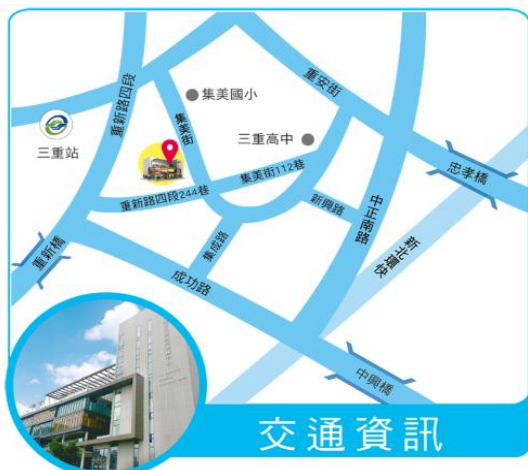 重新路四段
集美國小
重安街
集美街
三重高中
三重站
集美街112巷
忠孝橋
重新路四段244巷
新興路
中正南路
集成路
新北環快
重新橋
成功路
中興橋
交通資訊